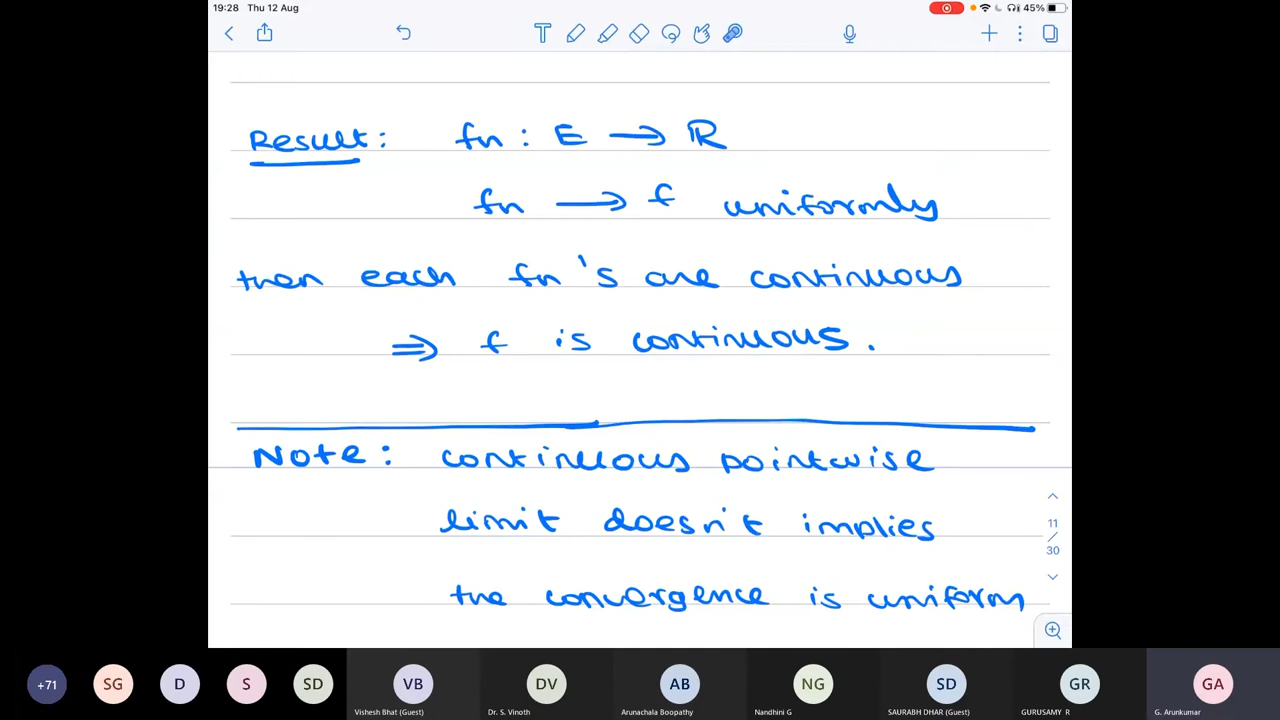 19:28 Thu 12 Aug
45%
Result: fn : E → ℝ
fn → f uniformly
then each fn's are continuous
⇒ f is continuous.
Note: continuous pointwise
limit doesn't implies
the convergence is uniform
11
/
30
+71
SG
D
S
SD
VB
DV
AB
NG
SD
GR
GA
Vishesh Bhat (Guest)
Dr. S. Vinoth
Arunachala Boopathy
Nandhini G
SAURABH DHAR (Guest)
GURUSAMY R
G. Arunkumar